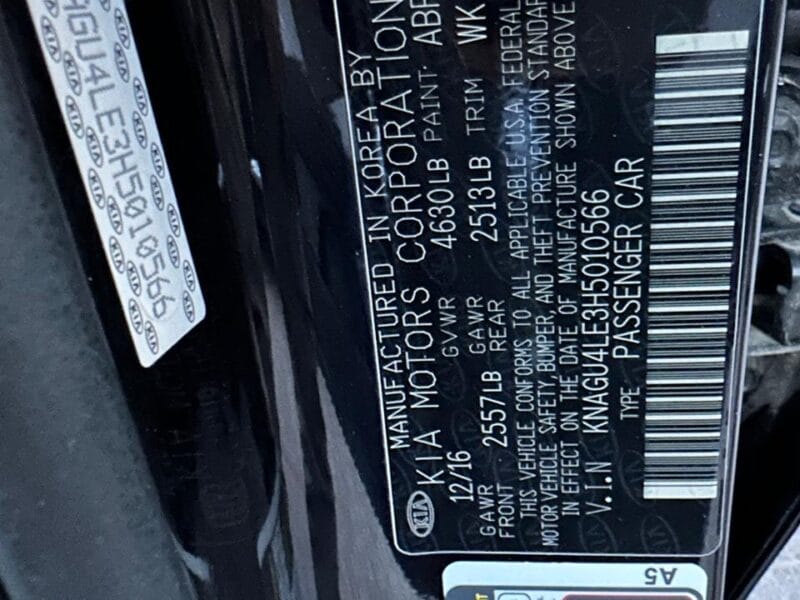 AGU4LE3H5010566
KIA
MANUFACTURED IN KOREA BY
KIA MOTORS CORPORATION
12/16 GVWR 4630LB PAINT ABP
GAWR FRONT 2557LB GAWR REAR 2513LB TRIM WK
THIS VEHICLE CONFORMS TO ALL APPLICABLE U.S.A. FEDERAL
MOTOR VEHICLE SAFETY, BUMPER, AND THEFT PREVENTION STANDAR
IN EFFECT ON THE DATE OF MANUFACTURE SHOWN ABOVE
V.I.N KNAGU4LE3H5010566
TYPE PASSENGER CAR
A5